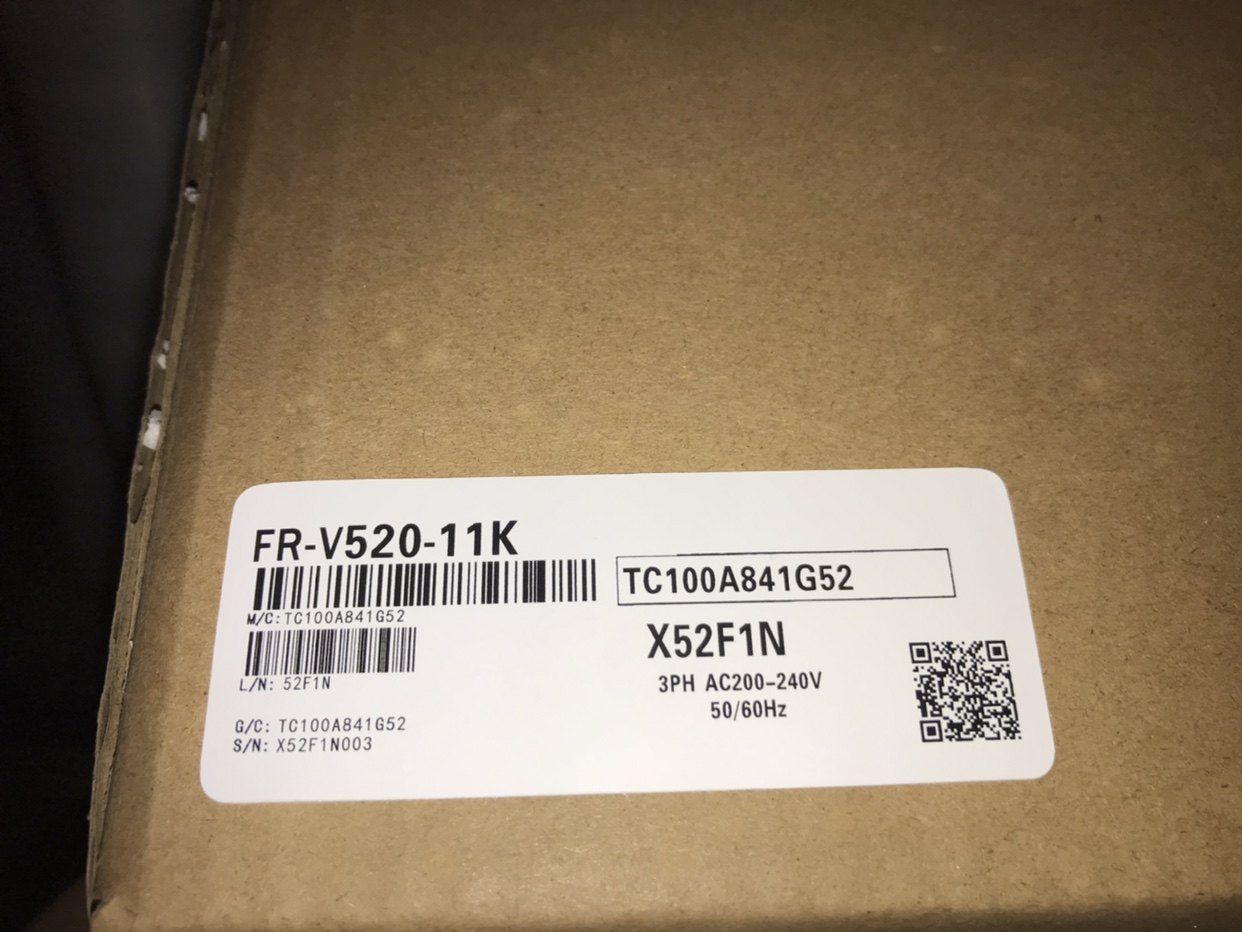 FR-V520-11K
TC100A841G52
M/C:TC100A841G52
X52F1N
L/N: 52F1N
3PH AC200-240V
50/60Hz
G/C: TC100A841G52
S/N: X52F1N003